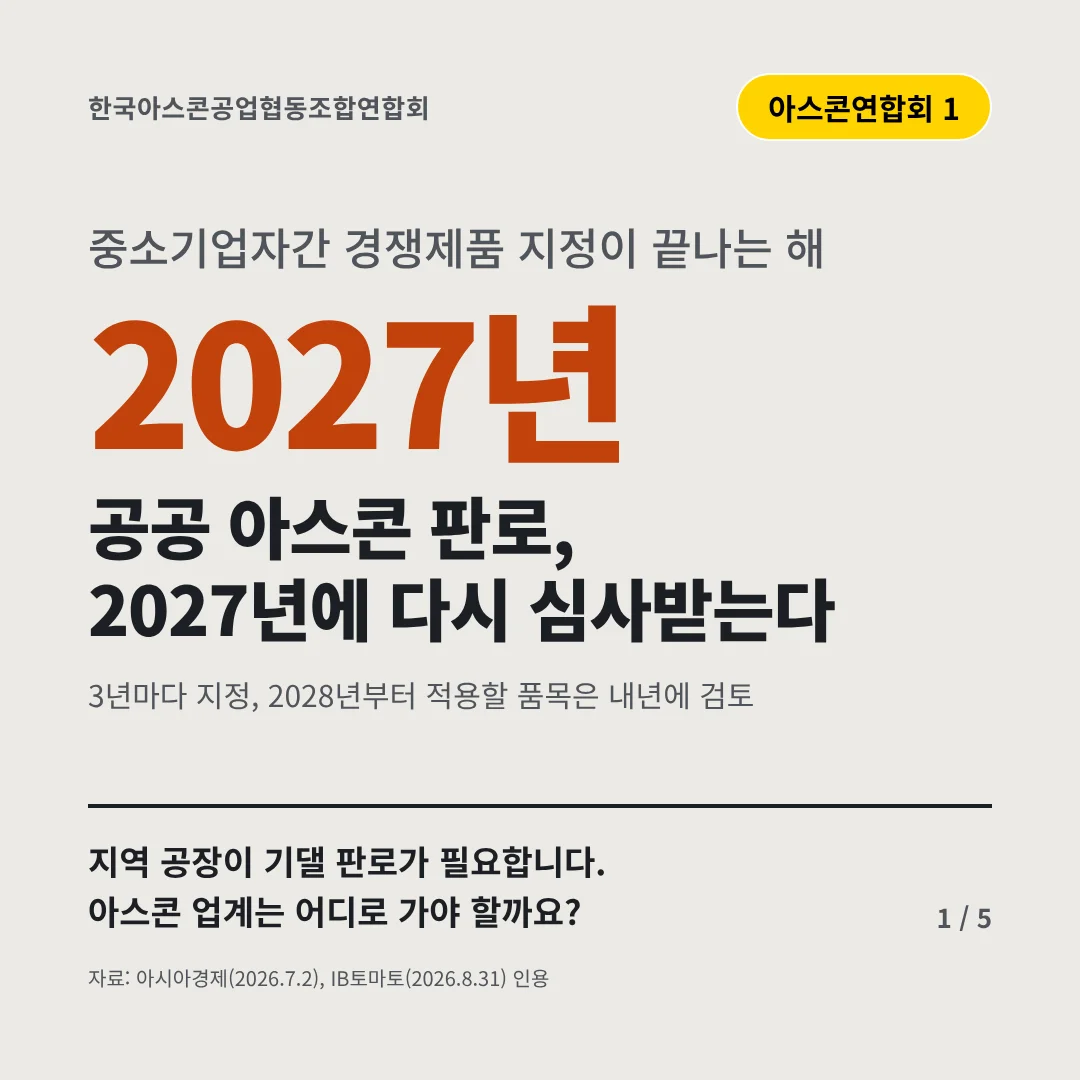 한국아스콘공업협동조합연합회
아스콘연합회 1
중소기업자간 경쟁제품 지정이 끝나는 해
2027년
공공 아스콘 판로,
2027년에 다시 심사받는다
3년마다 지정, 2028년부터 적용할 품목은 내년에 검토
지역 공장이 기댈 판로가 필요합니다.
아스콘 업계는 어디로 가야 할까요?
1 / 5
자료: 아시아경제(2026.7.2), IB토마토(2026.8.31) 인용